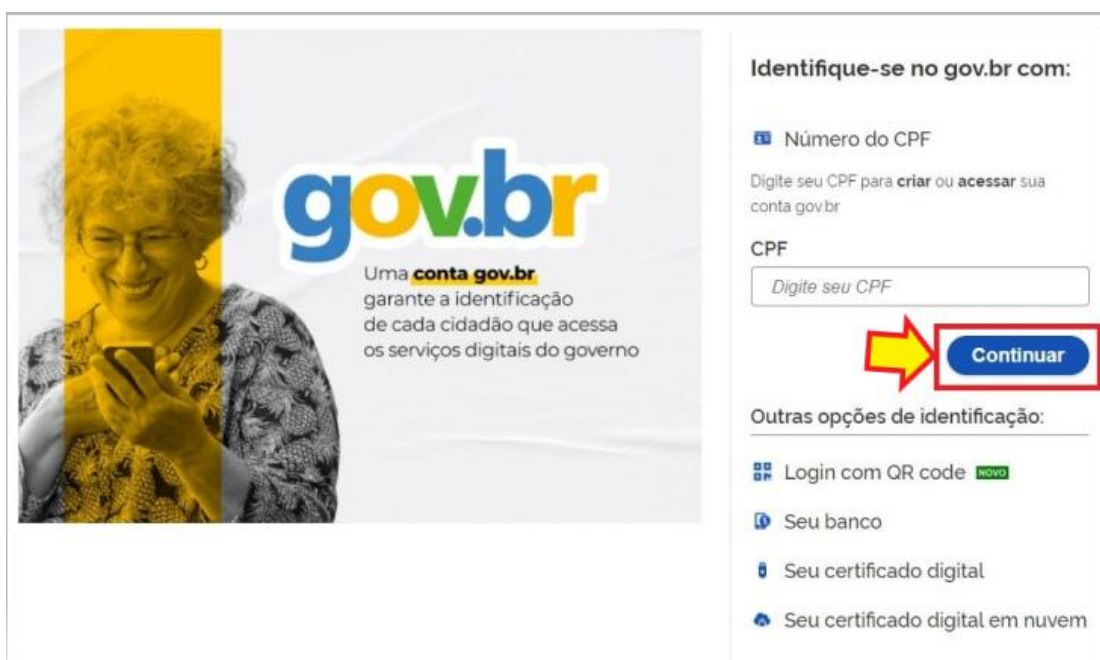 gov.br
Uma conta gov.br
garante a identificação
de cada cidadão que acessa
os serviços digitais do governo
Identifique-se no gov.br com:
Número do CPF
Digite seu CPF para criar ou acessar sua
conta gov.br
CPF
Digite seu CPF
Continuar
Outras opções de identificação:
Login com QR code NOVO
Seu banco
Seu certificado digital
Seu certificado digital em nuvem